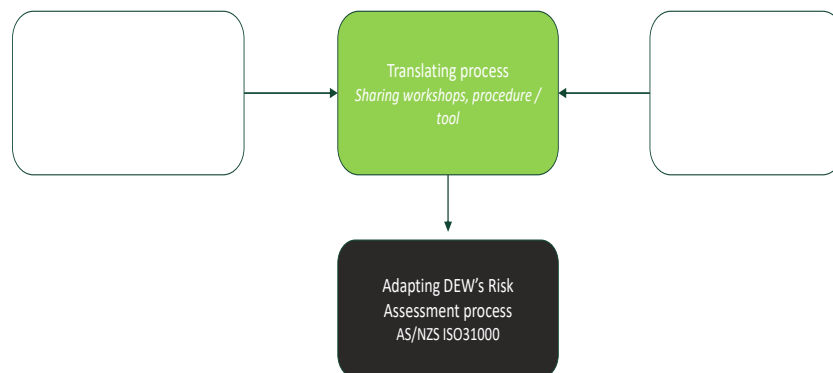 Translating process
Sharing workshops, procedure /
tool
Adapting DEW's Risk
Assessment process
AS/NZS ISO31000